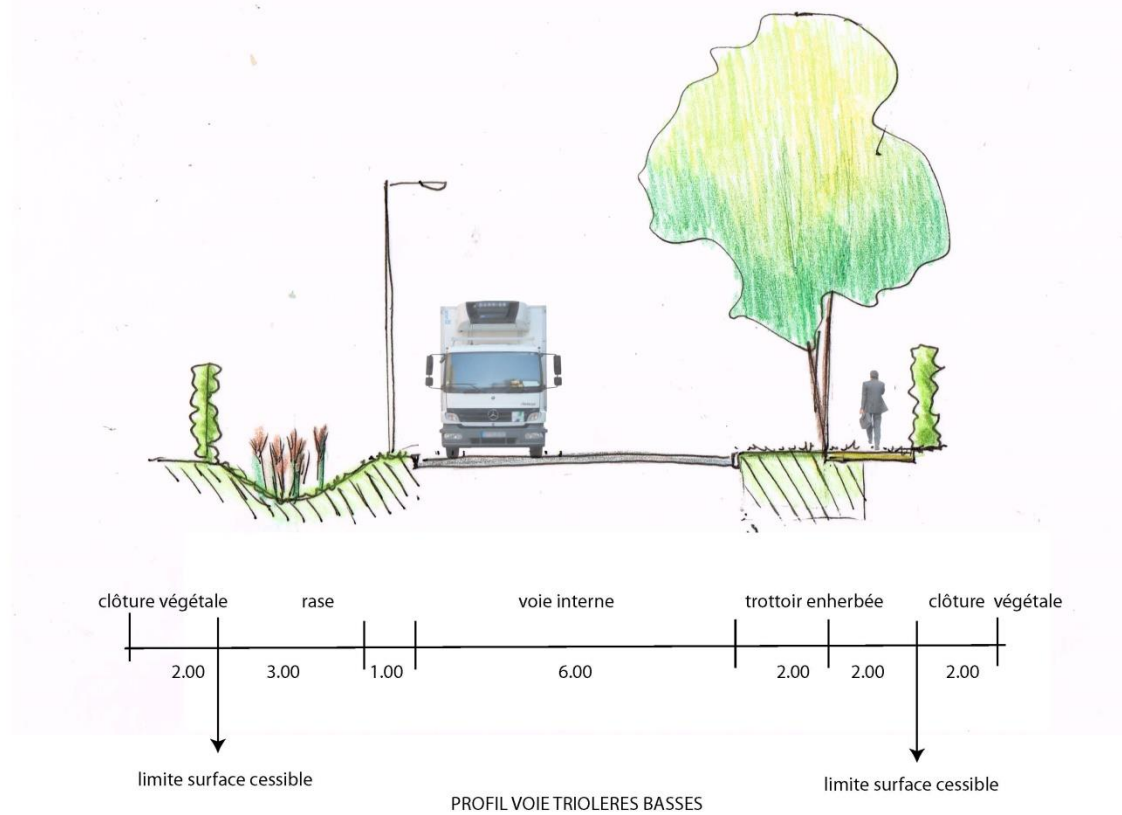 clôture végétale rase voie interne trottoir enherbée clôture végétale
2.00 3.00 1.00 6.00 2.00 2.00 2.00
limite surface cessible limite surface cessible
PROFIL VOIE TRIOLERES BASSES